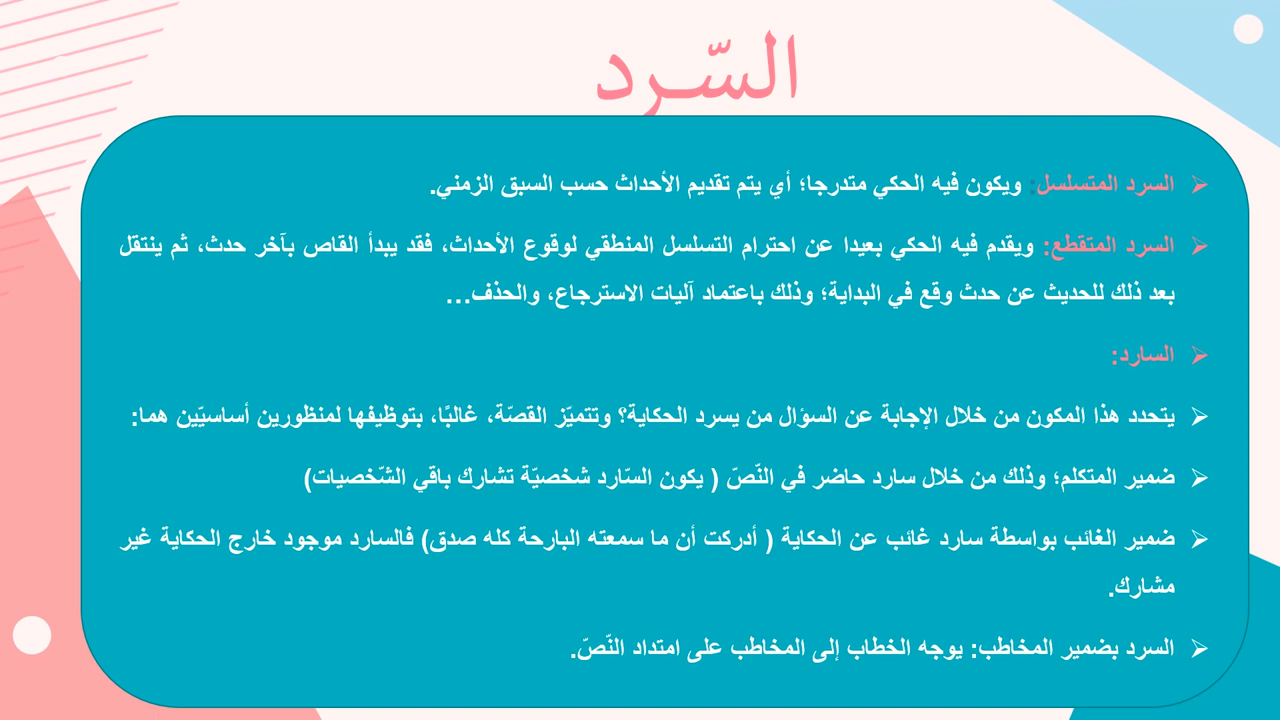 السّـرد
➢ السرد المتسلسل: ويكون فيه الحكي متدرجا؛ أي يتم تقديم الأحداث حسب السبق الزمني.
➢ السرد المتقطع: ويقدم فيه الحكي بعيدا عن احترام التسلسل المنطقي لوقوع الأحداث، فقد يبدأ القاص بآخر حدث، ثم ينتقل
بعد ذلك للحديث عن حدث وقع في البداية؛ وذلك باعتماد آليات الاسترجاع، والحذف...
➢ السارد:
➢ يتحدد هذا المكون من خلال الإجابة عن السؤال من يسرد الحكاية؟ وتتميّز القصّة، غالبًا، بتوظيفها لمنظورين أساسيّين هما:
➢ ضمير المتكلم؛ وذلك من خلال سارد حاضر في النّصّ ( يكون السّارد شخصيّة تشارك باقي الشّخصيات)
➢ ضمير الغائب بواسطة سارد غائب عن الحكاية ( أدركت أن ما سمعته البارحة كله صدق) فالسارد موجود خارج الحكاية غير
مشارك.
➢ السرد بضمير المخاطب: يوجه الخطاب إلى المخاطب على امتداد النّصّ.